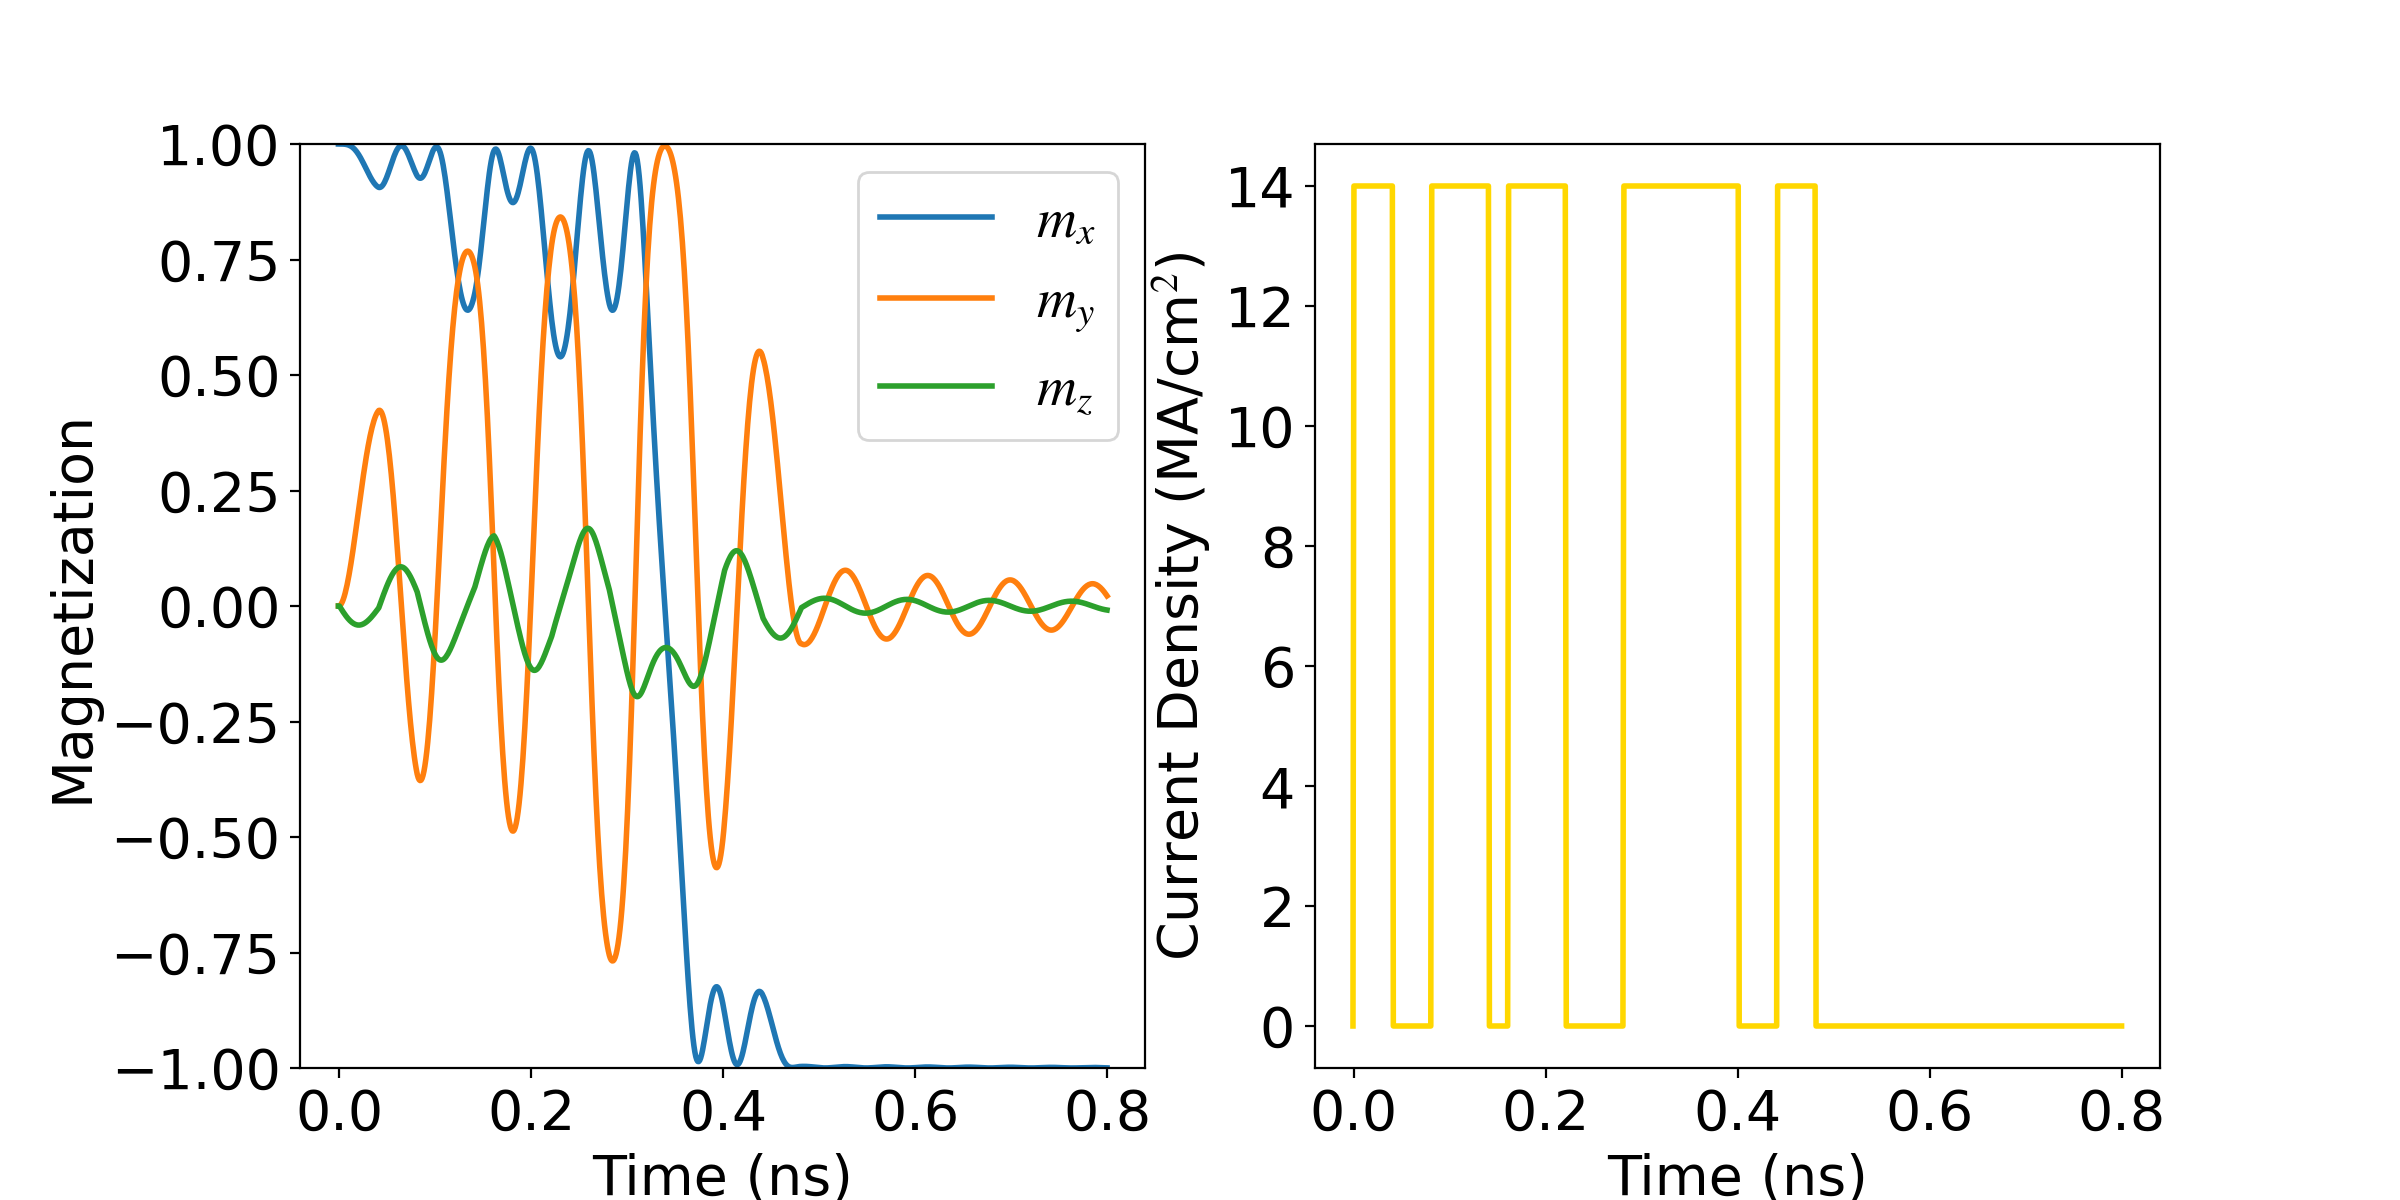 1.00
0.75
0.50
0.25
0.00
−0.25
−0.50
−0.75
−1.00
Magnetization
0.0 0.2 0.4 0.6 0.8
Time (ns)
m_x
m_y
m_z
14
12
10
8
6
4
2
0
Current Density (MA/cm²)
0.0 0.2 0.4 0.6 0.8
Time (ns)